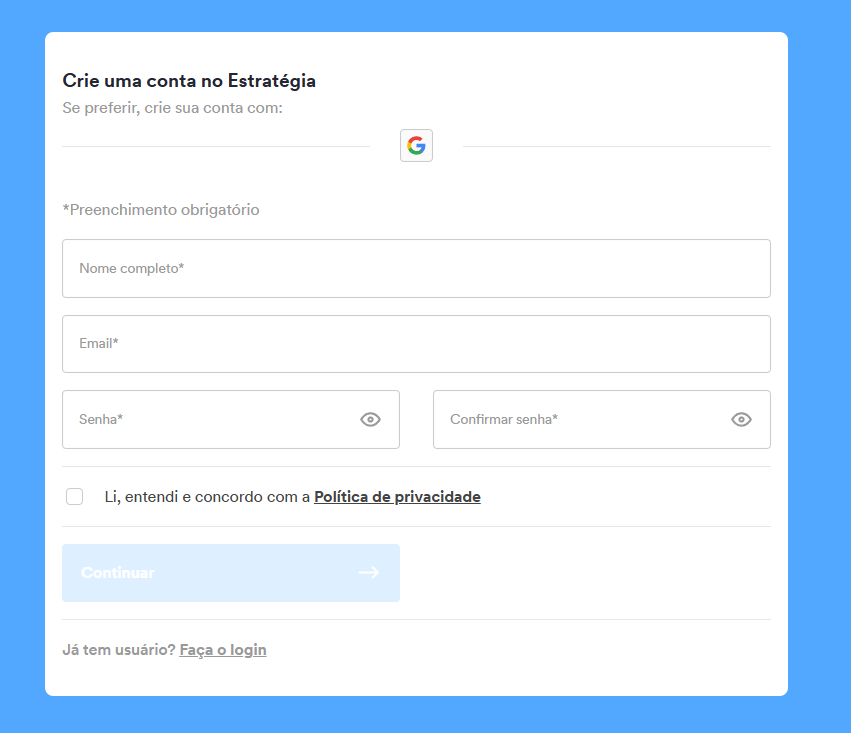 Crie uma conta no Estratégia
Se preferir, crie sua conta com:
*Preenchimento obrigatório
Nome completo*
Email*
Senha*
Confirmar senha*
Li, entendi e concordo com a Política de privacidade
Continuar
Já tem usuário? Faça o login